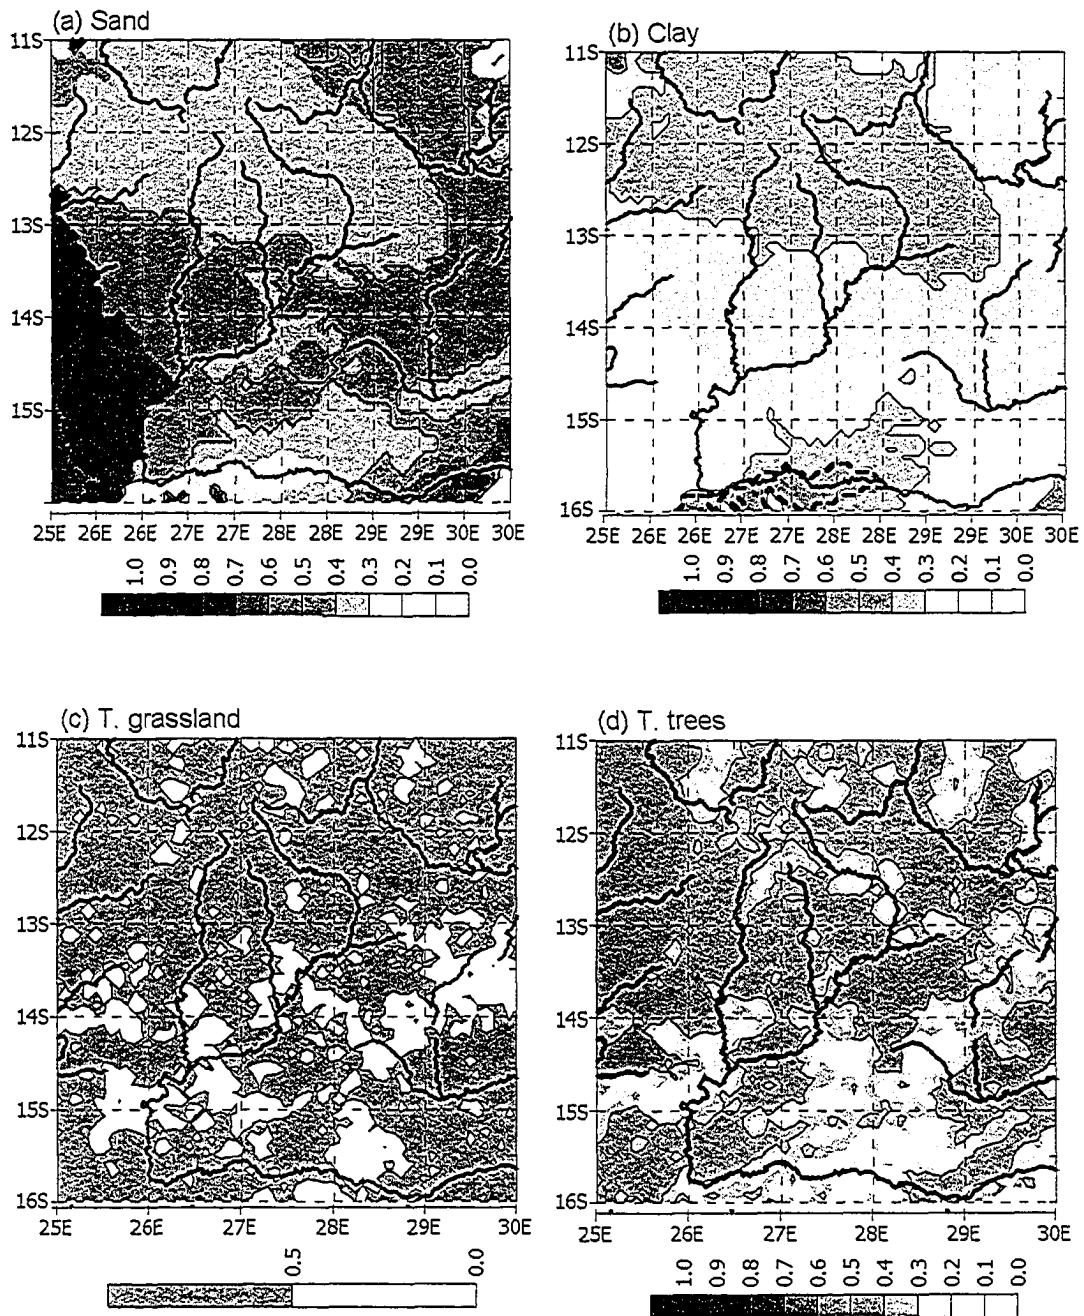 (a) Sand
11S
12S
13S
14S
15S
25E 26E 26E 27E 27E 28E 28E 29E 29E 30E 30E
1.0 0.9 0.8 0.7 0.6 0.5 0.4 0.3 0.2 0.1 0.0
(b) Clay
11S
12S
13S
14S
15S
16S
25E 26E 26E 27E 27E 28E 28E 29E 29E 30E 30E
1.0 0.9 0.8 0.7 0.6 0.5 0.4 0.3 0.2 0.1 0.0
(c) T. grassland
11S
12S
13S
14S
15S
16S
25E 26E 27E 28E 29E 30E
0.5 0.0
(d) T. trees
11S
12S
13S
14S
15S
16S
25E 26E 27E 28E 29E 30E
1.0 0.9 0.8 0.7 0.6 0.5 0.4 0.3 0.2 0.1 0.0